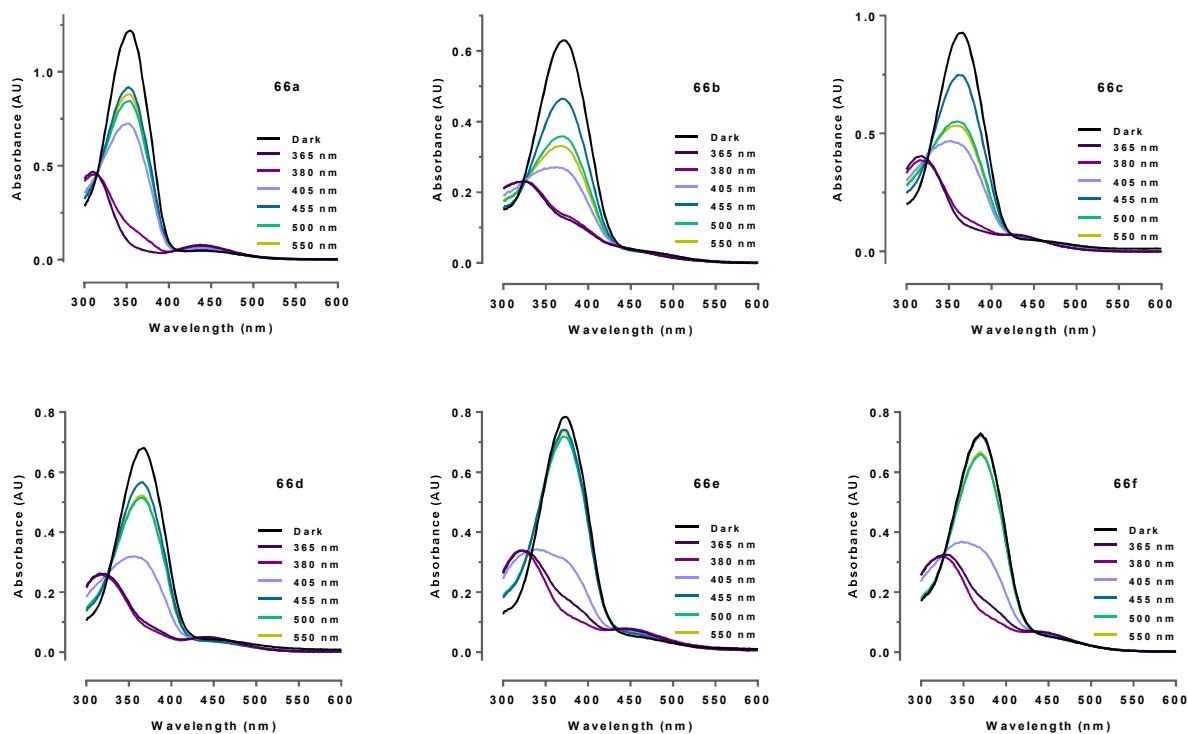 66a
Absorbance (AU)
1.0
0.5
0.0
Dark
365 nm
380 nm
405 nm
455 nm
500 nm
550 nm
300 350 400 450 500 550 600
Wavelength (nm)
66b
Absorbance (AU)
0.6
0.4
0.2
0.0
Dark
365 nm
380 nm
405 nm
455 nm
500 nm
550 nm
300 350 400 450 500 550 600
Wavelength (nm)
66c
Absorbance (AU)
1.0
0.5
0.0
Dark
365 nm
380 nm
405 nm
455 nm
500 nm
550 nm
300 350 400 450 500 550 600
Wavelength (nm)
66d
Absorbance (AU)
0.8
0.6
0.4
0.2
0.0
Dark
365 nm
380 nm
405 nm
455 nm
500 nm
550 nm
300 350 400 450 500 550 600
Wavelength (nm)
66e
Absorbance (AU)
0.8
0.6
0.4
0.2
0.0
Dark
365 nm
380 nm
405 nm
455 nm
500 nm
550 nm
300 350 400 450 500 550 600
Wavelength (nm)
66f
Absorbance (AU)
0.8
0.6
0.4
0.2
0.0
Dark
365 nm
380 nm
405 nm
455 nm
500 nm
550 nm
300 350 400 450 500 550 600
Wavelength (nm)